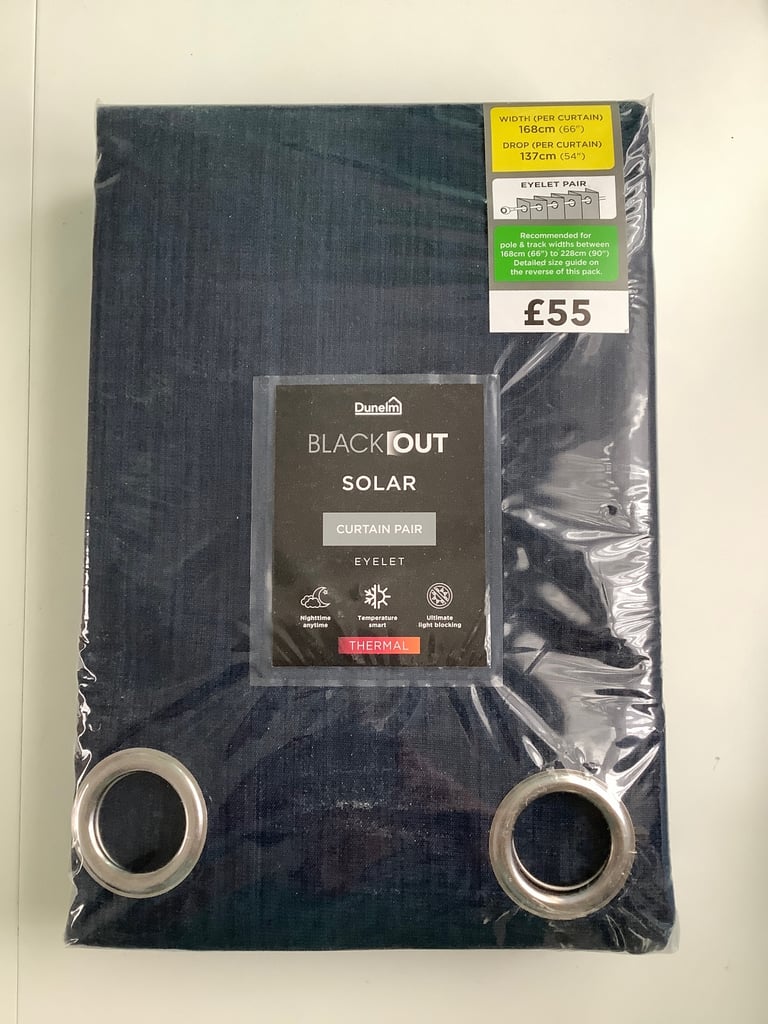 WIDTH (PER CURTAIN)
168cm (66")
DROP (PER CURTAIN)
137cm (54")
EYELET PAIR
Recommended for
pole & track widths between
168cm (66") to 228cm (90")
Detailed size guide on
the reverse of this pack.
£55
Dunelm
BLACKOUT
SOLAR
CURTAIN PAIR
EYELET
Nighttime
anytime
Temperature
smart
Ultimate
light blocking
THERMAL